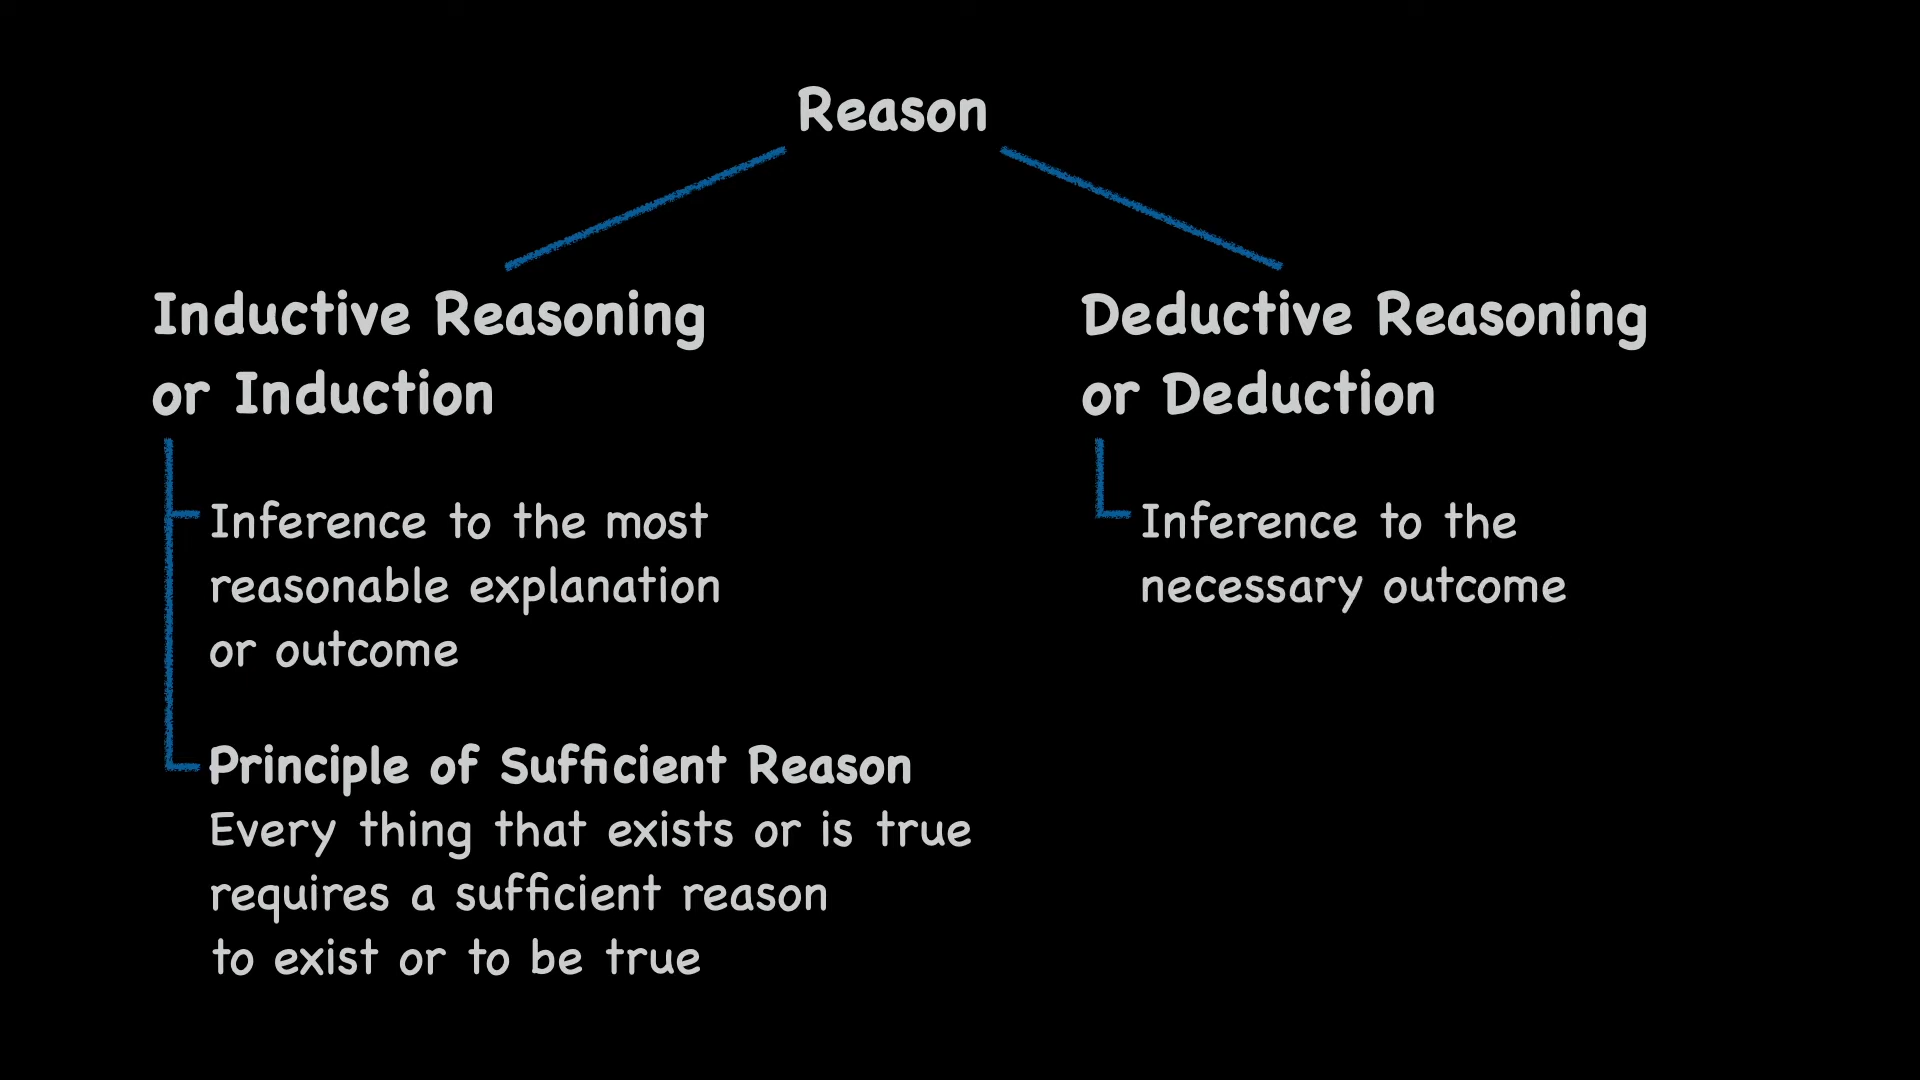 Reason
Inductive Reasoning
or Induction
Inference to the most
reasonable explanation
or outcome
Principle of Sufficient Reason
Every thing that exists or is true
requires a sufficient reason
to exist or to be true
Deductive Reasoning
or Deduction
Inference to the
necessary outcome